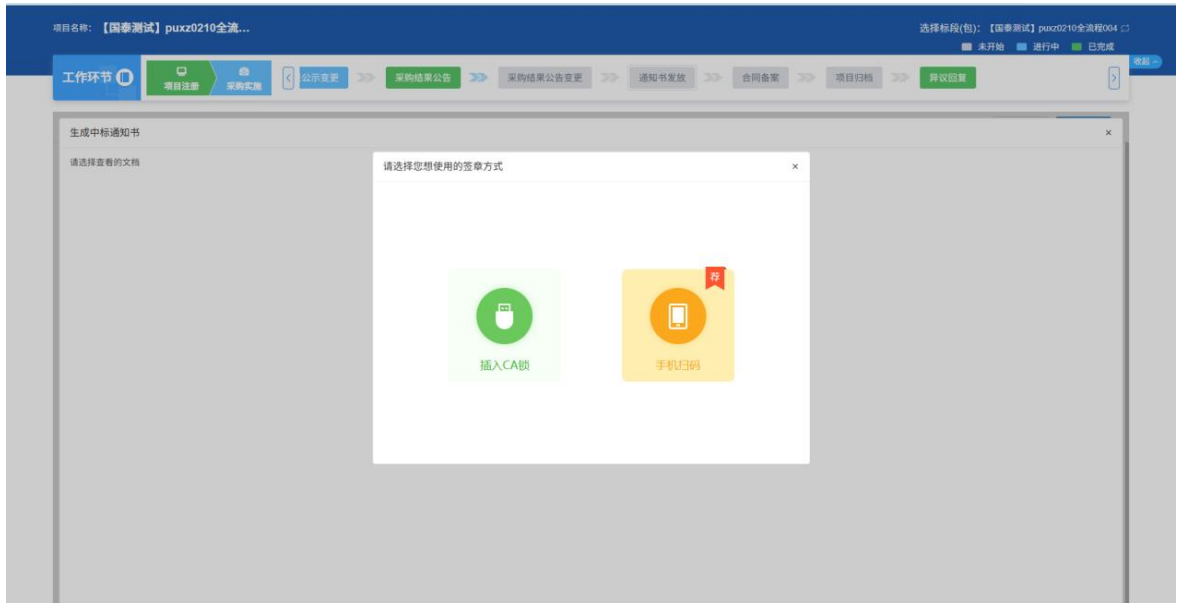 项目名称：【国泰测试】puxz0210全流...
选择标段(包)：【国泰测试】puxz0210全流程004
未开始 进行中 已完成
收起
工作环节
项目注册
采购实施
公示变更
采购结果公告
采购结果公告变更
通知书发放
合同备案
项目归档
异议回复
生成中标通知书 ×
请选择查看的文档
请选择您想使用的签章方式 ×
荐
插入CA锁
手机扫码